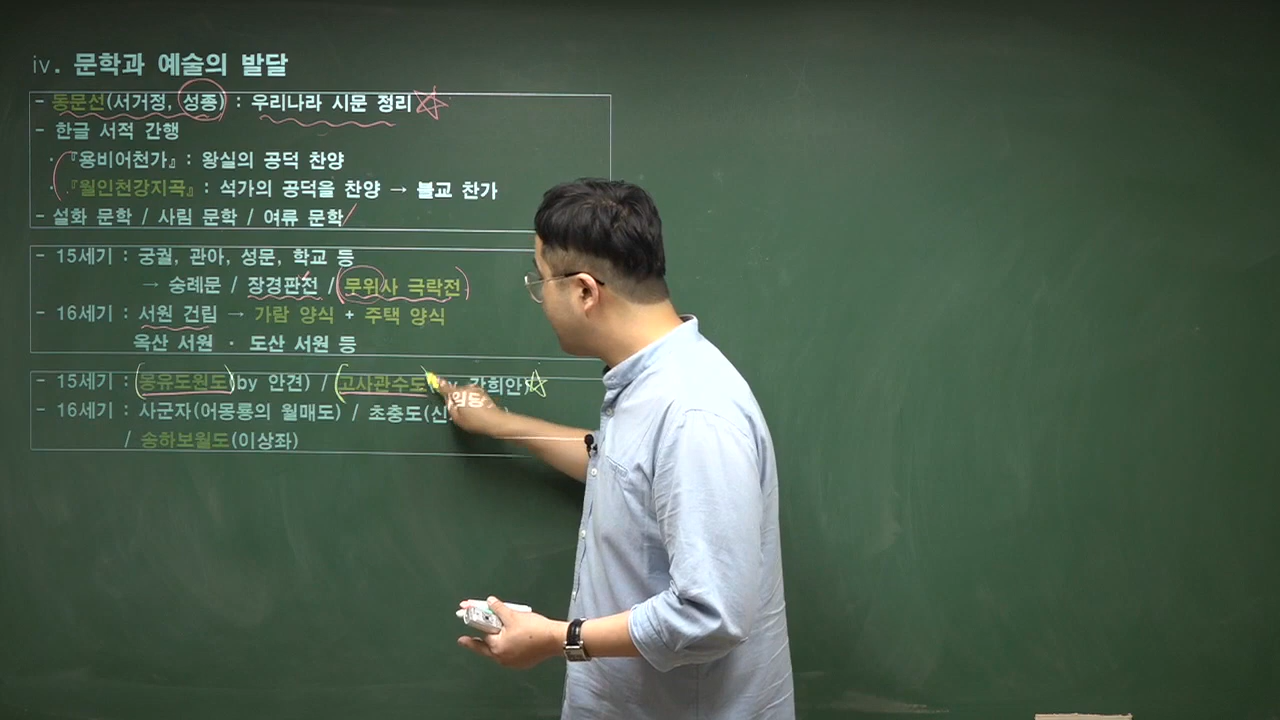 iv. 문학과 예술의 발달
- 동문선(서거정, 성종) : 우리나라 시문 정리
- 한글 서적 간행
· 『용비어천가』 : 왕실의 공덕 찬양
· 『월인천강지곡』 : 석가의 공덕을 찬양 → 불교 찬가
- 설화 문학 / 사림 문학 / 여류 문학
- 15세기 : 궁궐, 관아, 성문, 학교 등
→ 숭례문 / 장경판전 / 무위사 극락전
- 16세기 : 서원 건립 → 가람 양식 + 주택 양식
옥산 서원 · 도산 서원 등
- 15세기 : 몽유도원도(by 안견) / 고사관수도 강희안)
- 16세기 : 사군자(어몽룡의 월매도) / 초충도(신
/ 송하보월도(이상좌)